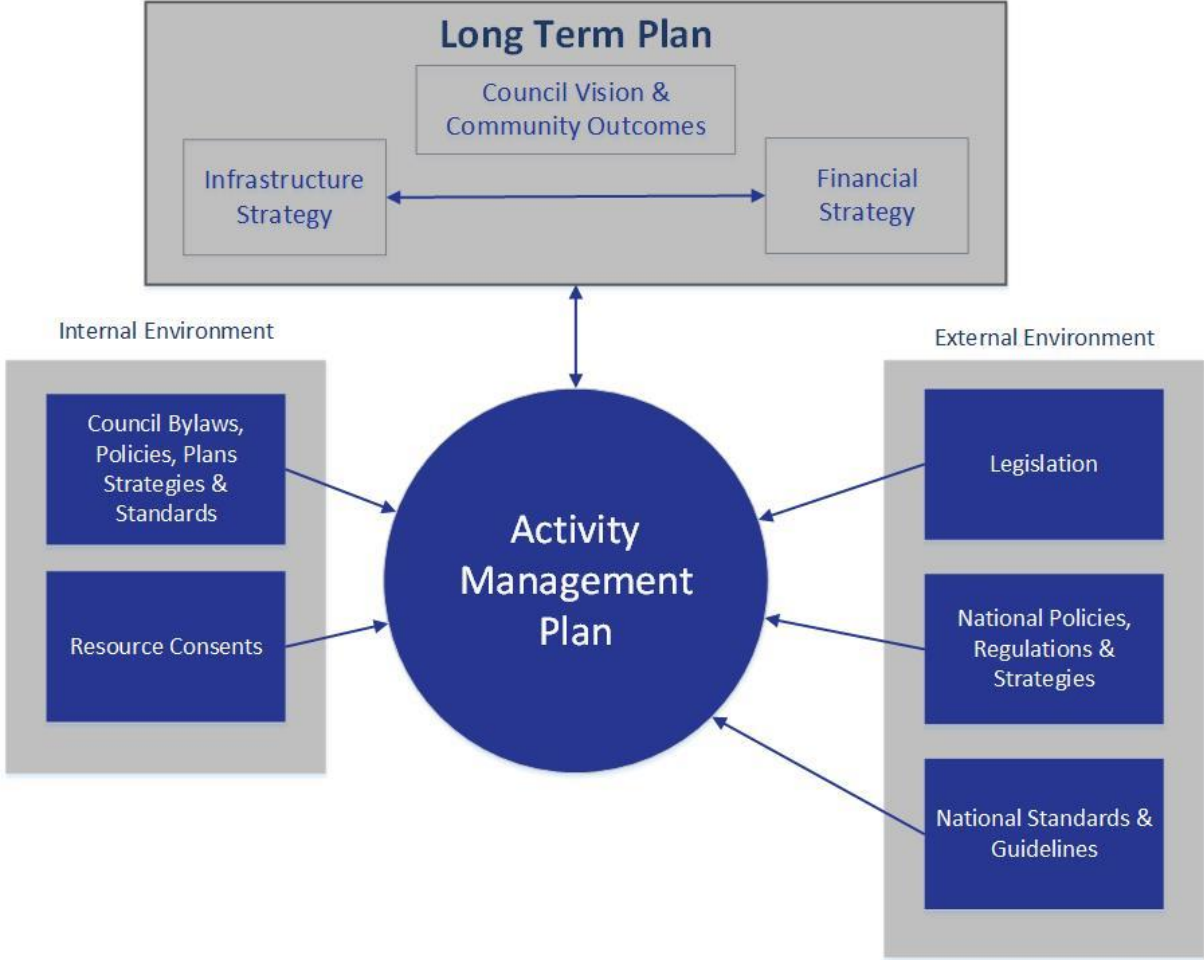 Long Term Plan
Council Vision &
Community Outcomes
Infrastructure
Strategy
Financial
Strategy
Internal Environment
External Environment
Council Bylaws,
Policies, Plans
Strategies &
Standards
Resource Consents
Activity
Management
Plan
Legislation
National Policies,
Regulations &
Strategies
National Standards &
Guidelines